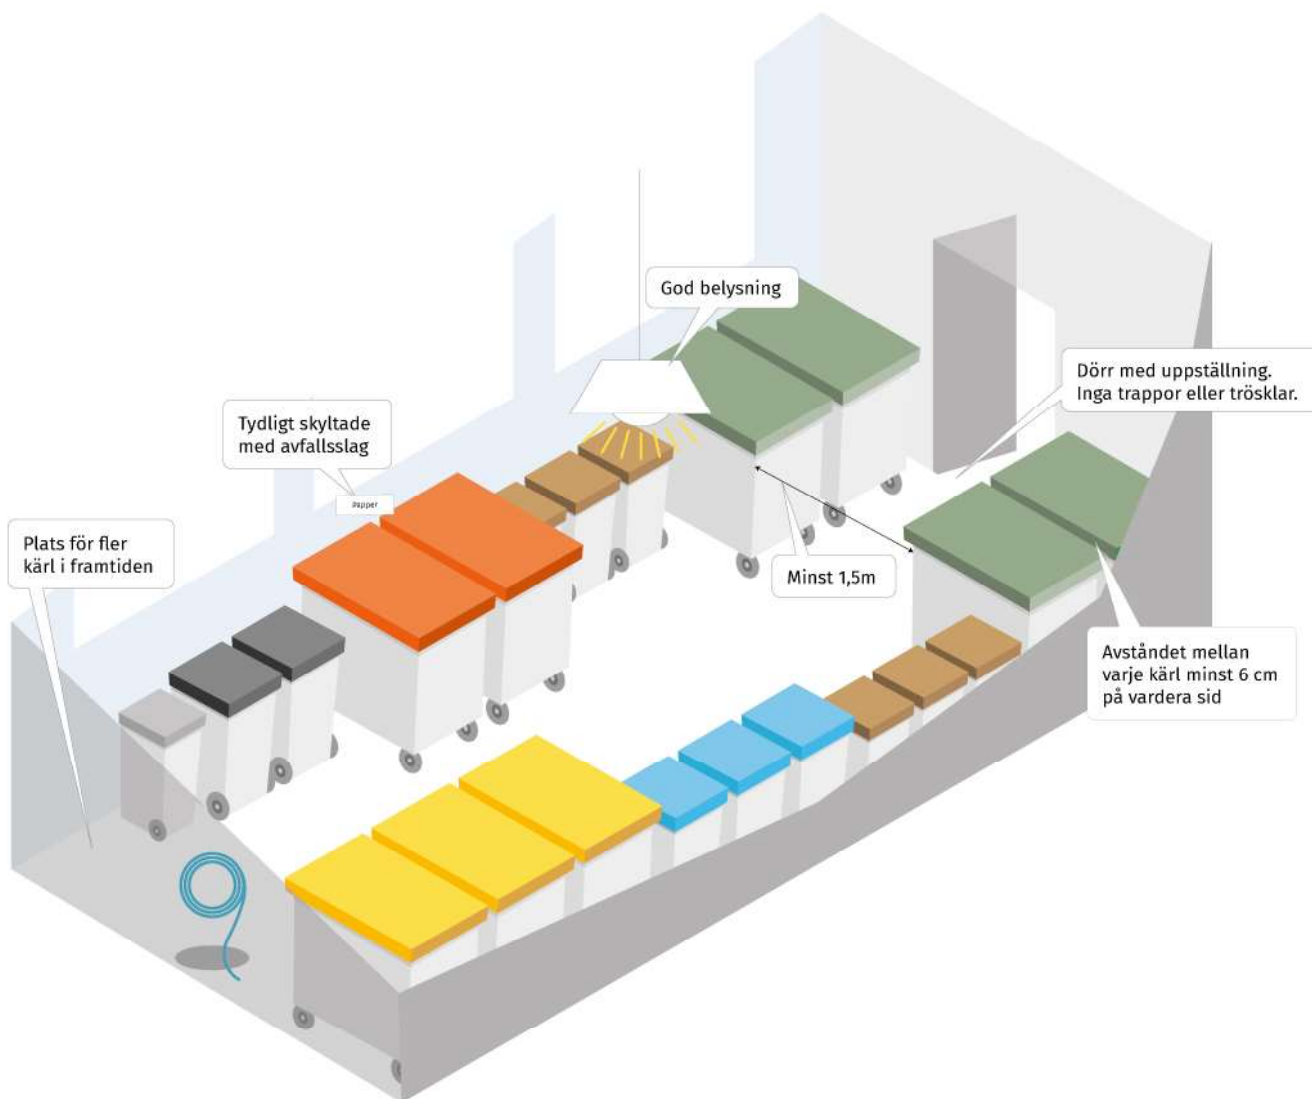 God belysning
Dörr med uppställning.
Inga trappor eller trösklar.
Tydligt skyltade
med avfallsslag
Papper
Plats för fler
kärl i framtiden
Minst 1,5m
Avståndet mellan
varje kärl minst 6 cm
på vardera sid